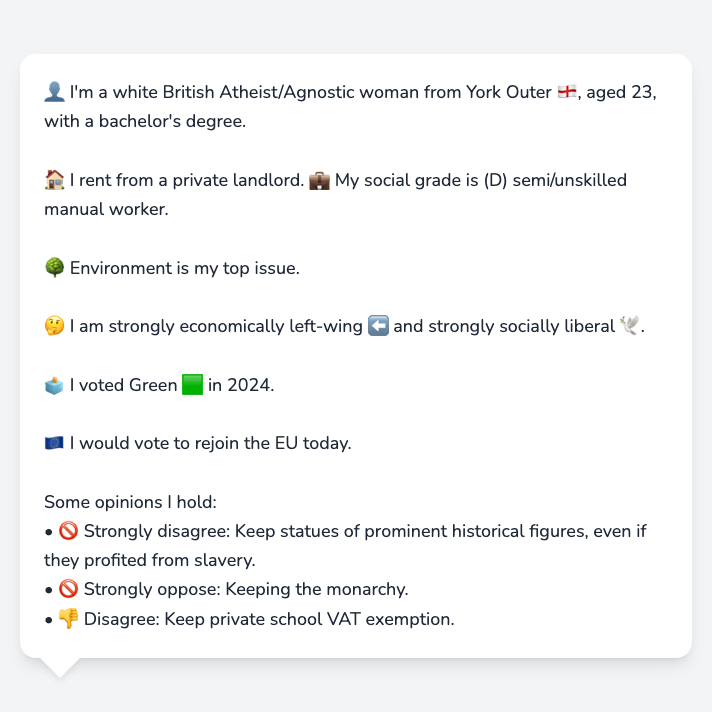 👤 I'm a white British Atheist/Agnostic woman from York Outer 🏴󠁧󠁢󠁥󠁮󠁧󠁿, aged 23,
with a bachelor's degree.
🏠 I rent from a private landlord. 💼 My social grade is (D) semi/unskilled
manual worker.
🌳 Environment is my top issue.
🤔 I am strongly economically left-wing ⬅️ and strongly socially liberal 🕊️.
🗳️ I voted Green 🟩 in 2024.
🇪🇺 I would vote to rejoin the EU today.
Some opinions I hold:
• 🚫 Strongly disagree: Keep statues of prominent historical figures, even if
they profited from slavery.
• 🚫 Strongly oppose: Keeping the monarchy.
• 👎 Disagree: Keep private school VAT exemption.